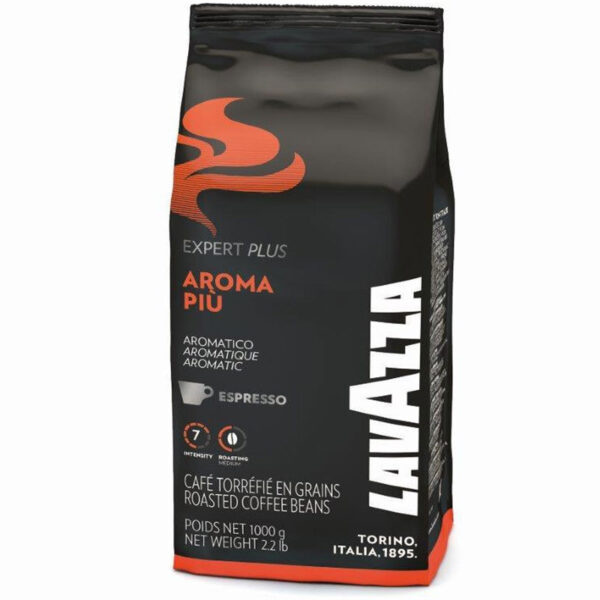 EXPERT PLUS
AROMA
PIÙ
AROMATICO
AROMATIQUE
AROMATIC
ESPRESSO
7
INTENSITY
ROASTING
MEDIUM
CAFÉ TORRÉFIÉ EN GRAINS
ROASTED COFFEE BEANS
POIDS NET 1000 g
NET WEIGHT 2.2 lb
LAVAZZA
TORINO,
ITALIA, 1895.